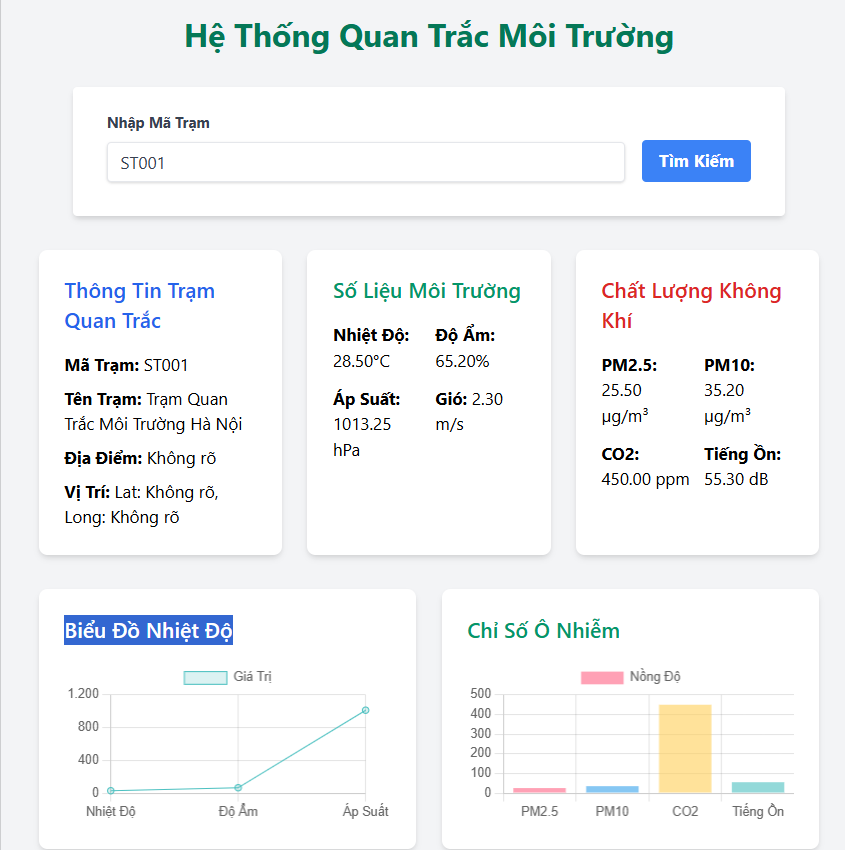 Hệ Thống Quan Trắc Môi Trường
Nhập Mã Trạm
ST001
Tìm Kiếm
Thông Tin Trạm
Quan Trắc
Mã Trạm: ST001
Tên Trạm: Trạm Quan
Trắc Môi Trường Hà Nội
Địa Điểm: Không rõ
Vị Trí: Lat: Không rõ,
Long: Không rõ
Số Liệu Môi Trường
Nhiệt Độ:
28.50°C
Độ Ẩm:
65.20%
Áp Suất:
1013.25
hPa
Gió: 2.30
m/s
Chất Lượng Không
Khí
PM2.5:
25.50
µg/m³
PM10:
35.20
µg/m³
CO2:
450.00 ppm
Tiếng Ồn:
55.30 dB
Biểu Đồ Nhiệt Độ
Giá Trị
1.200
800
400
0
Nhiệt Độ
Độ Ẩm
Áp Suất
Chỉ Số Ô Nhiễm
Nồng Độ
500
400
300
200
100
0
PM2.5
PM10
CO2
Tiếng Ồn